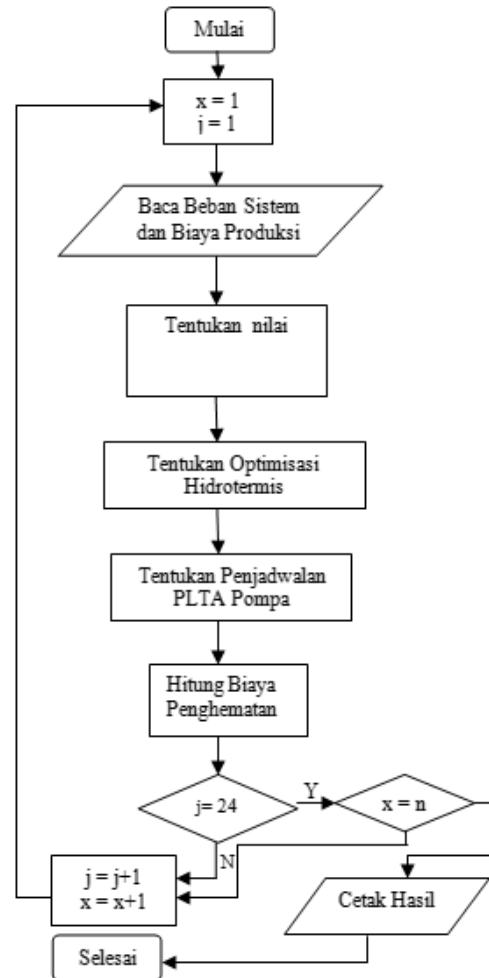 Mulai
x = 1
j = 1
Baca Beban Sistem
dan Biaya Produksi
Tentukan nilai
Tentukan Optimisasi
Hidrotermis
Tentukan Penjadwalan
PLTA Pompa
Hitung Biaya
Penghematan
j= 24
Y
x = n
N
j = j+1
x = x+1
Cetak Hasil
Selesai